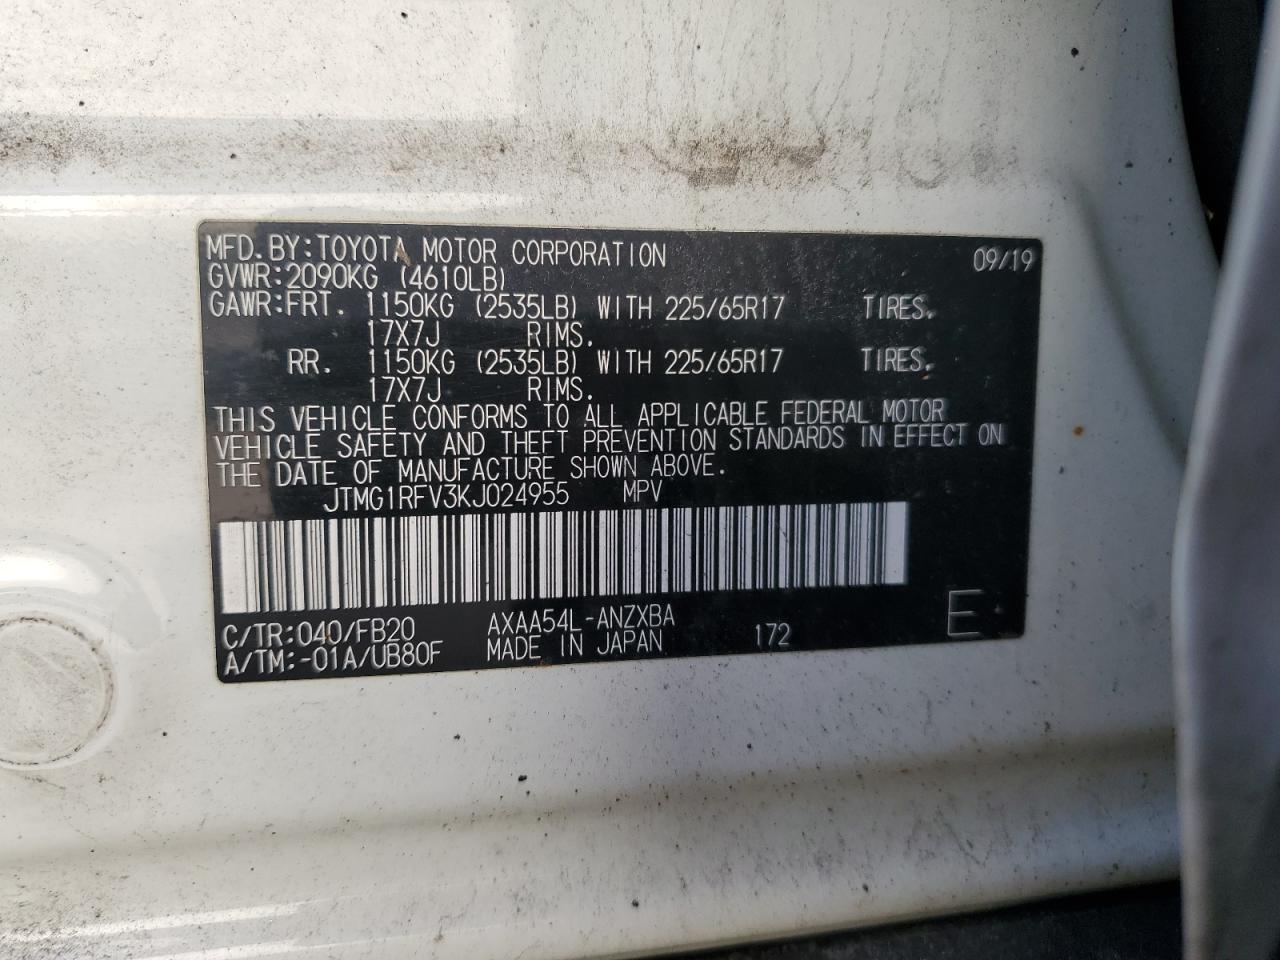 MFD.BY:TOYOTA MOTOR CORPORATION 09/19
GVWR:2090KG (4610LB)
GAWR:FRT. 1150KG (2535LB) WITH 225/65R17 TIRES,
17X7J RIMS.
RR. 1150KG (2535LB) WITH 225/65R17 TIRES,
17X7J RIMS.
THIS VEHICLE CONFORMS TO ALL APPLICABLE FEDERAL MOTOR
VEHICLE SAFETY AND THEFT PREVENTION STANDARDS IN EFFECT ON
THE DATE OF MANUFACTURE SHOWN ABOVE.
JTMG1RFV3KJ024955 MPV
C/TR:040/FB20 AXAA54L-ANZXBA
A/TM:-01A/UB80F MADE IN JAPAN 172 E